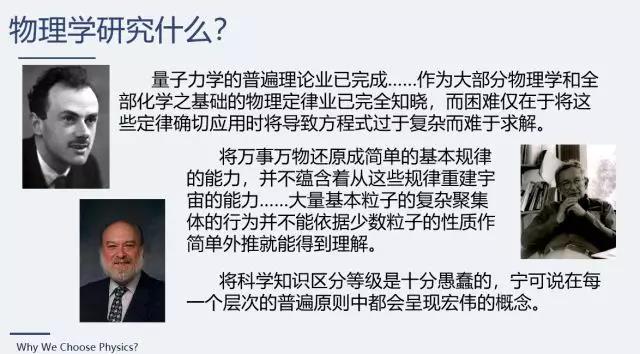 物理学研究什么?
量子力学的普遍理论业已完成......作为大部分物理学和全
部化学之基础的物理定律业已完全知晓，而困难仅在于将这
些定律确切应用时将导致方程式过于复杂而难于求解。
将万事万物还原成简单的基本规律
的能力，并不蕴含着从这些规律重建宇
宙的能力......大量基本粒子的复杂聚集
体的行为并不能依据少数粒子的性质作
简单外推就能得到理解。
将科学知识区分等级是十分愚蠢的，宁可说在每
一个层次的普遍原则中都会呈现宏伟的概念。
Why We Choose Physics?